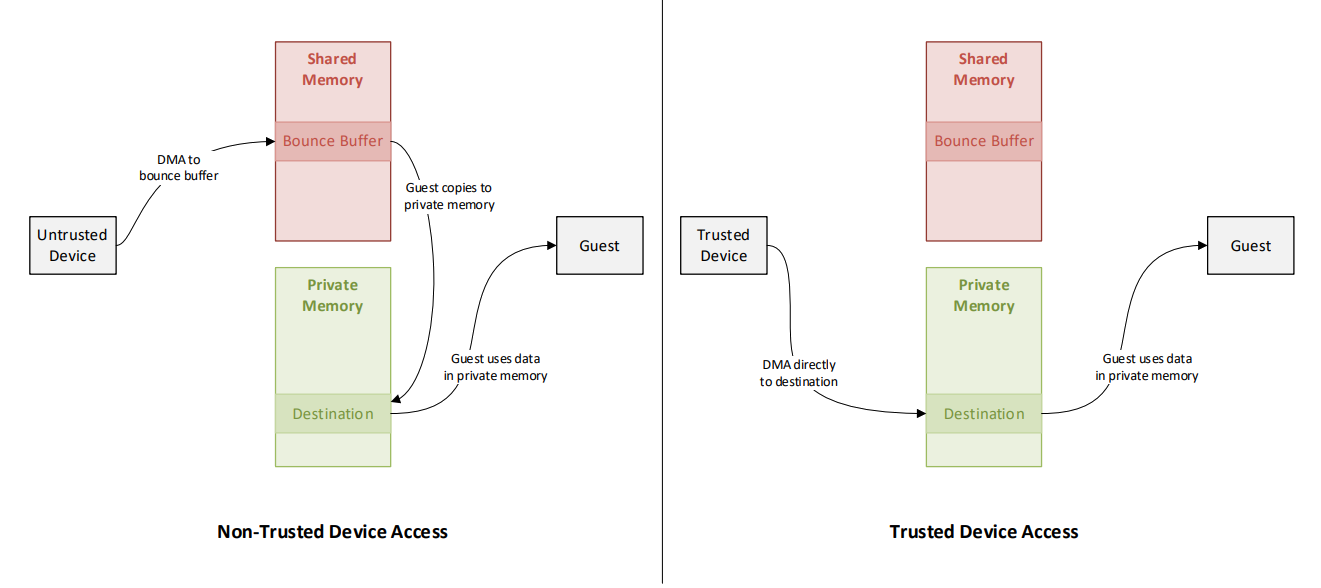 Shared
Memory
Bounce Buffer
DMA to
bounce buffer
Guest copies to
private memory
Untrusted
Device
Guest
Private
Memory
Guest uses data
in private memory
Destination
Non-Trusted Device Access
Shared
Memory
Bounce Buffer
Trusted
Device
Guest
Private
Memory
DMA directly
to destination
Guest uses data
in private memory
Destination
Trusted Device Access